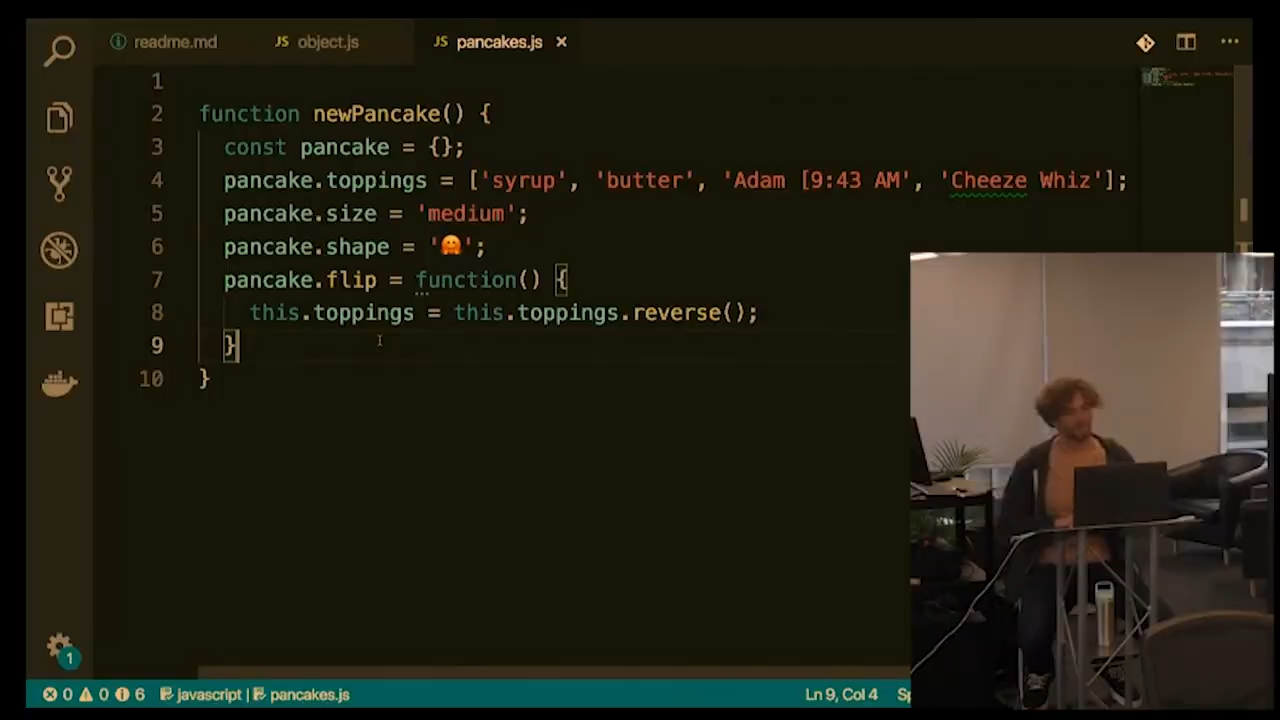 readme.md
JS object.js
JS pancakes.js ×
1
2 function newPancake() {
3 const pancake = {};
4 pancake.toppings = ['syrup', 'butter', 'Adam [9:43 AM', 'Cheeze Whiz'];
5 pancake.size = 'medium';
6 pancake.shape = '🤗';
7 pancake.flip = function() {
8 this.toppings = this.toppings.reverse();
9 }
10 }
1
0 0 6 javascript | pancakes.js
Ln 9, Col 4